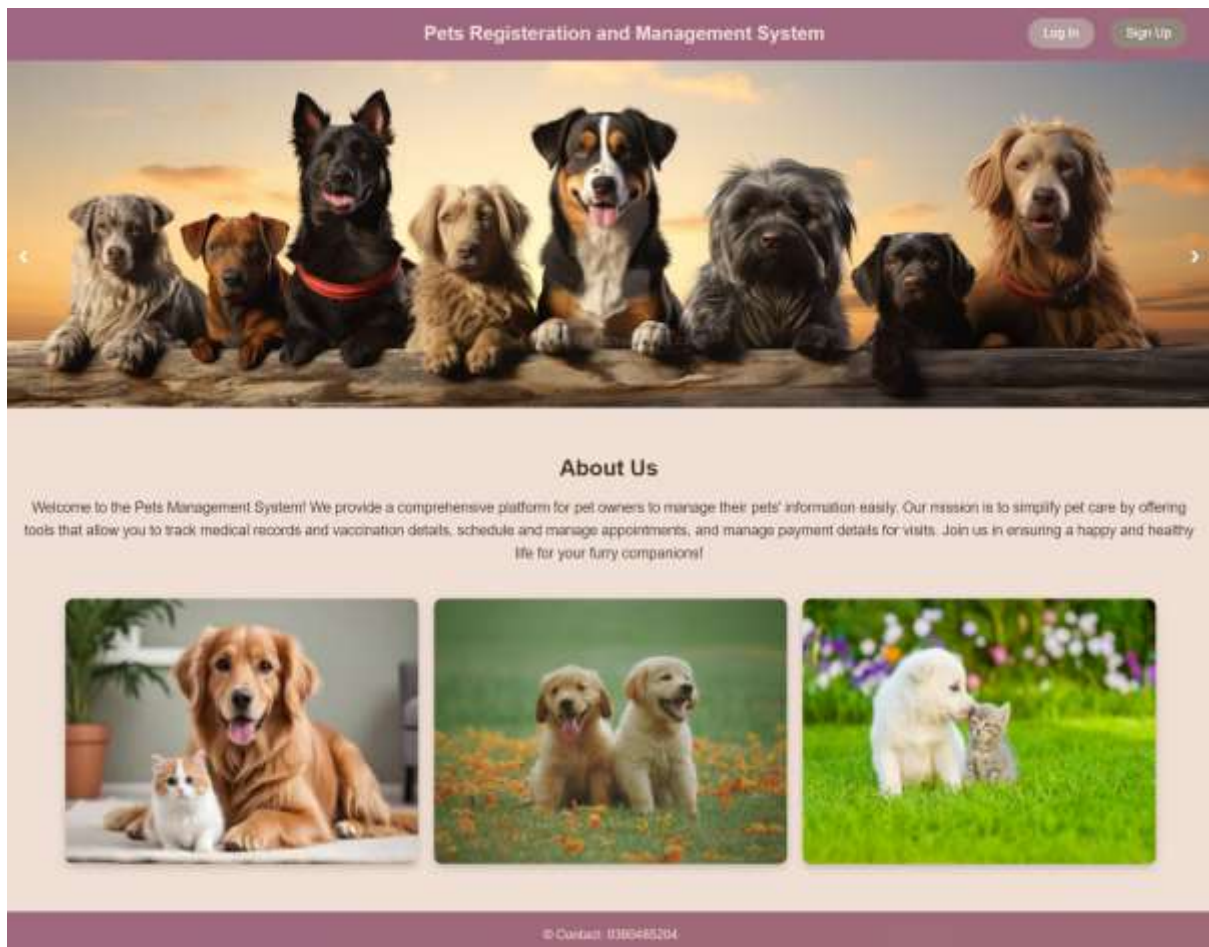 Pets Registeration and Management System
Log In
Sign Up
About Us
Welcome to the Pets Management System! We provide a comprehensive platform for pet owners to manage their pets' information easily. Our mission is to simplify pet care by offering
tools that allow you to track medical records and vaccination details, schedule and manage appointments, and manage payment details for visits. Join us in ensuring a happy and healthy
life for your furry companions!
© Contact: